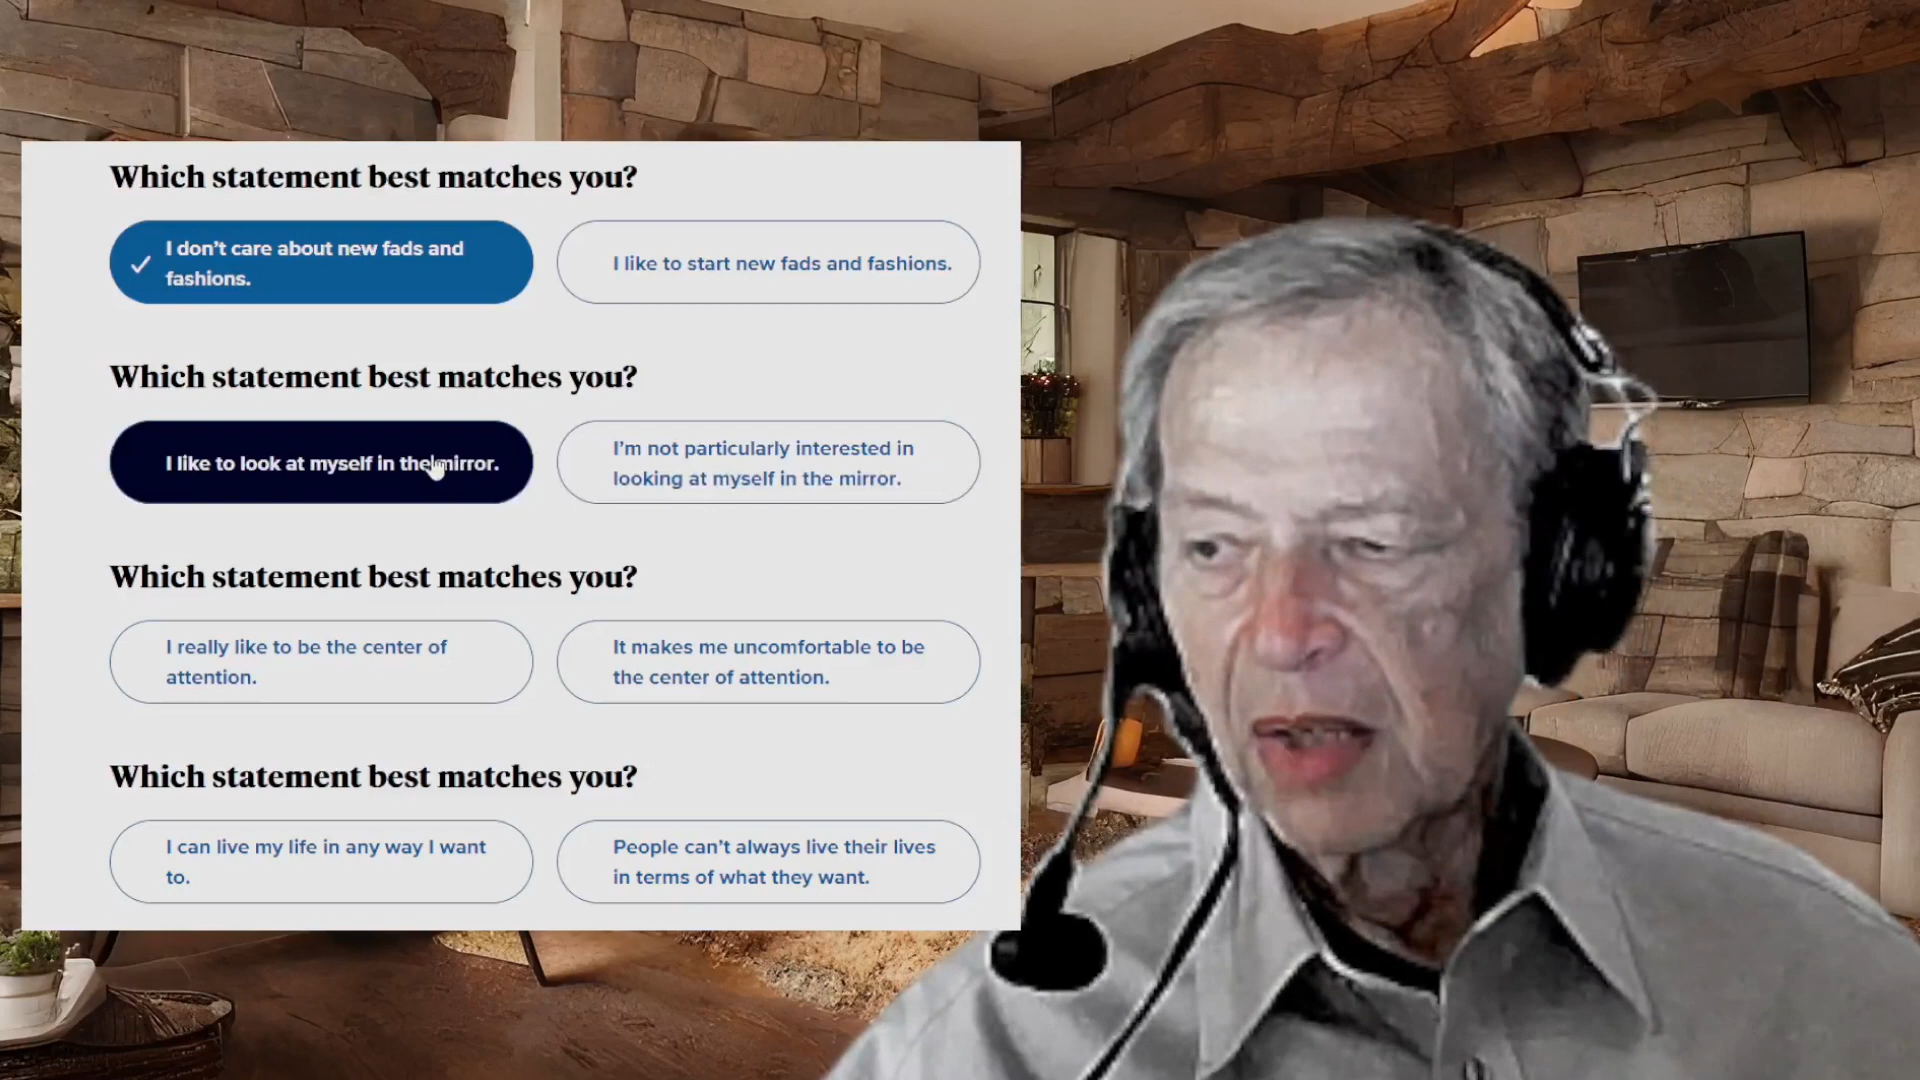 Which statement best matches you?
I don't care about new fads and
fashions.
I like to start new fads and fashions.
Which statement best matches you?
I like to look at myself in the mirror.
I'm not particularly interested in
looking at myself in the mirror.
Which statement best matches you?
I really like to be the center of
attention.
It makes me uncomfortable to be
the center of attention.
Which statement best matches you?
I can live my life in any way I want
to.
People can't always live their lives
in terms of what they want.